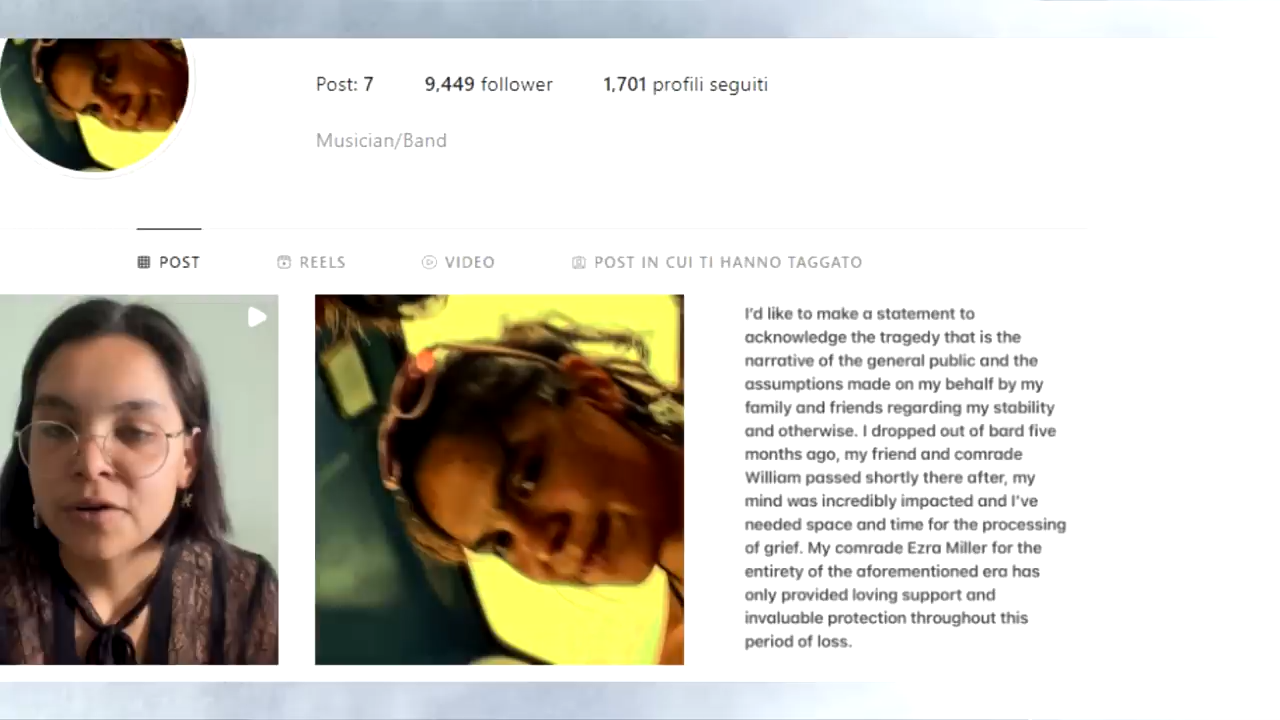 Post: 7 9,449 follower 1,701 profili seguiti
Musician/Band
POST REELS VIDEO POST IN CUI TI HANNO TAGGATO
I'd like to make a statement to
acknowledge the tragedy that is the
narrative of the general public and the
assumptions made on my behalf by my
family and friends regarding my stability
and otherwise. I dropped out of bard five
months ago, my friend and comrade
William passed shortly there after, my
mind was incredibly impacted and I've
needed space and time for the processing
of grief. My comrade Ezra Miller for the
entirety of the aforementioned era has
only provided loving support and
invaluable protection throughout this
period of loss.